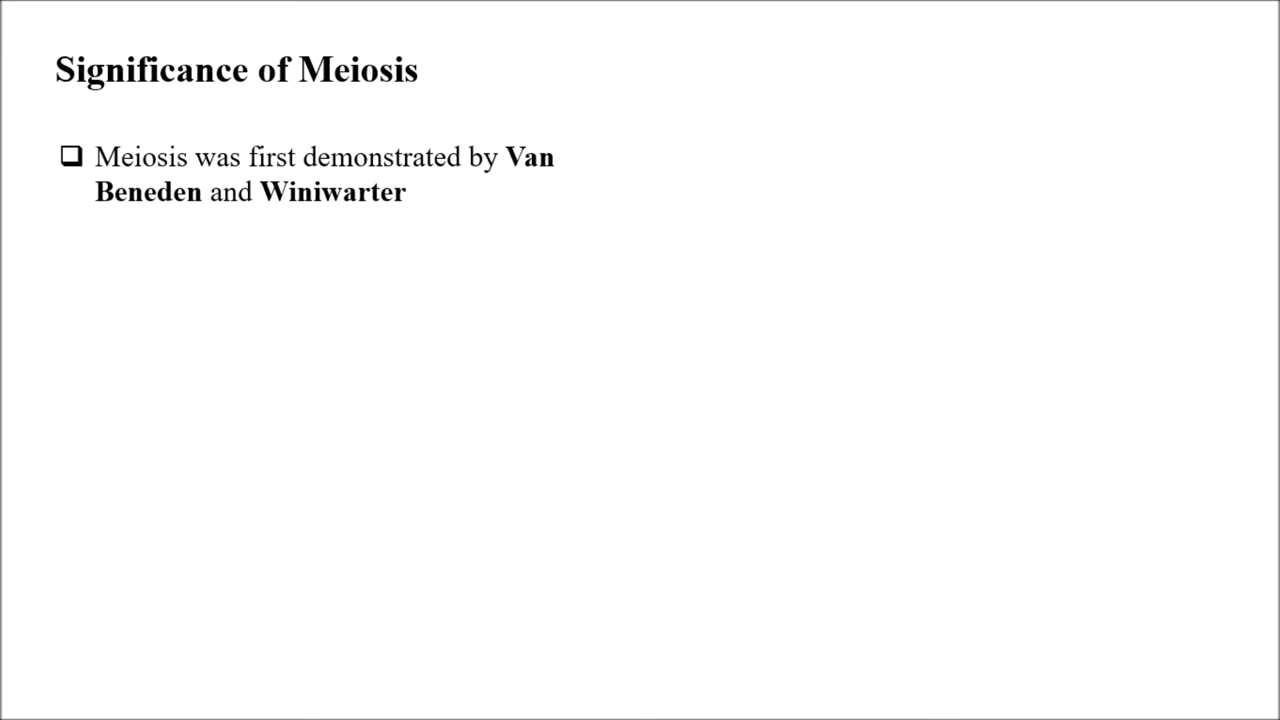 Significance of Meiosis
❑ Meiosis was first demonstrated by Van
Beneden and Winiwarter